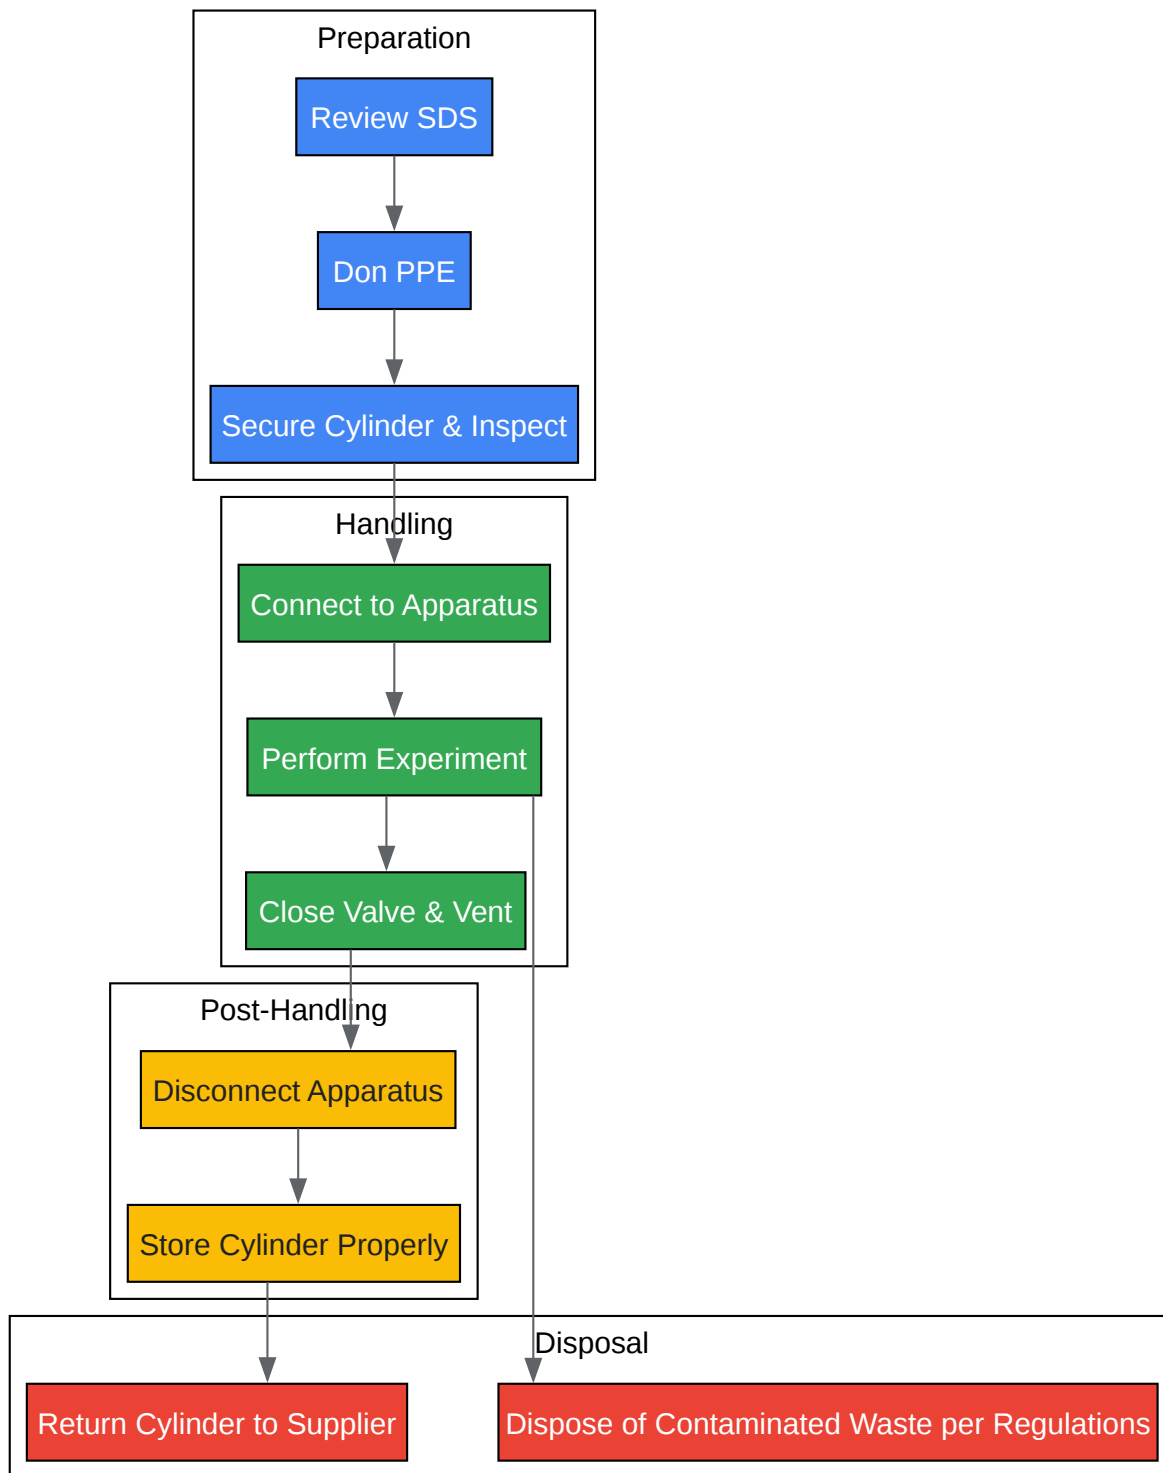 Preparation
Review SDS
Don PPE
Secure Cylinder & Inspect
Handling
Connect to Apparatus
Perform Experiment
Close Valve & Vent
Post-Handling
Disconnect Apparatus
Store Cylinder Properly
Disposal
Return Cylinder to Supplier
Dispose of Contaminated Waste per Regulations